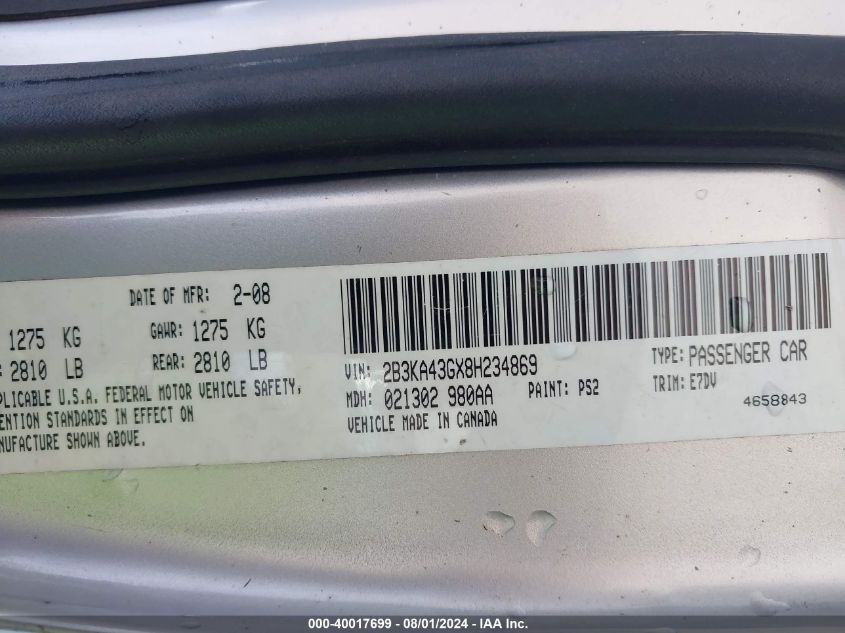 DATE OF MFR: 2-08
1275 KG GAWR: 1275 KG
2810 LB REAR: 2810 LB
PLICABLE U.S.A. FEDERAL MOTOR VEHICLE SAFETY,
ENTION STANDARDS IN EFFECT ON
NUFACTURE SHOWN ABOVE.
VIN: 2B3KA43GX8H234869
MDH: 021302 980AA PAINT: PS2
VEHICLE MADE IN CANADA
TYPE: PASSENGER CAR
TRIM: E7DV
4658843
000-40017699 - 08/01/2024 - IAA Inc.